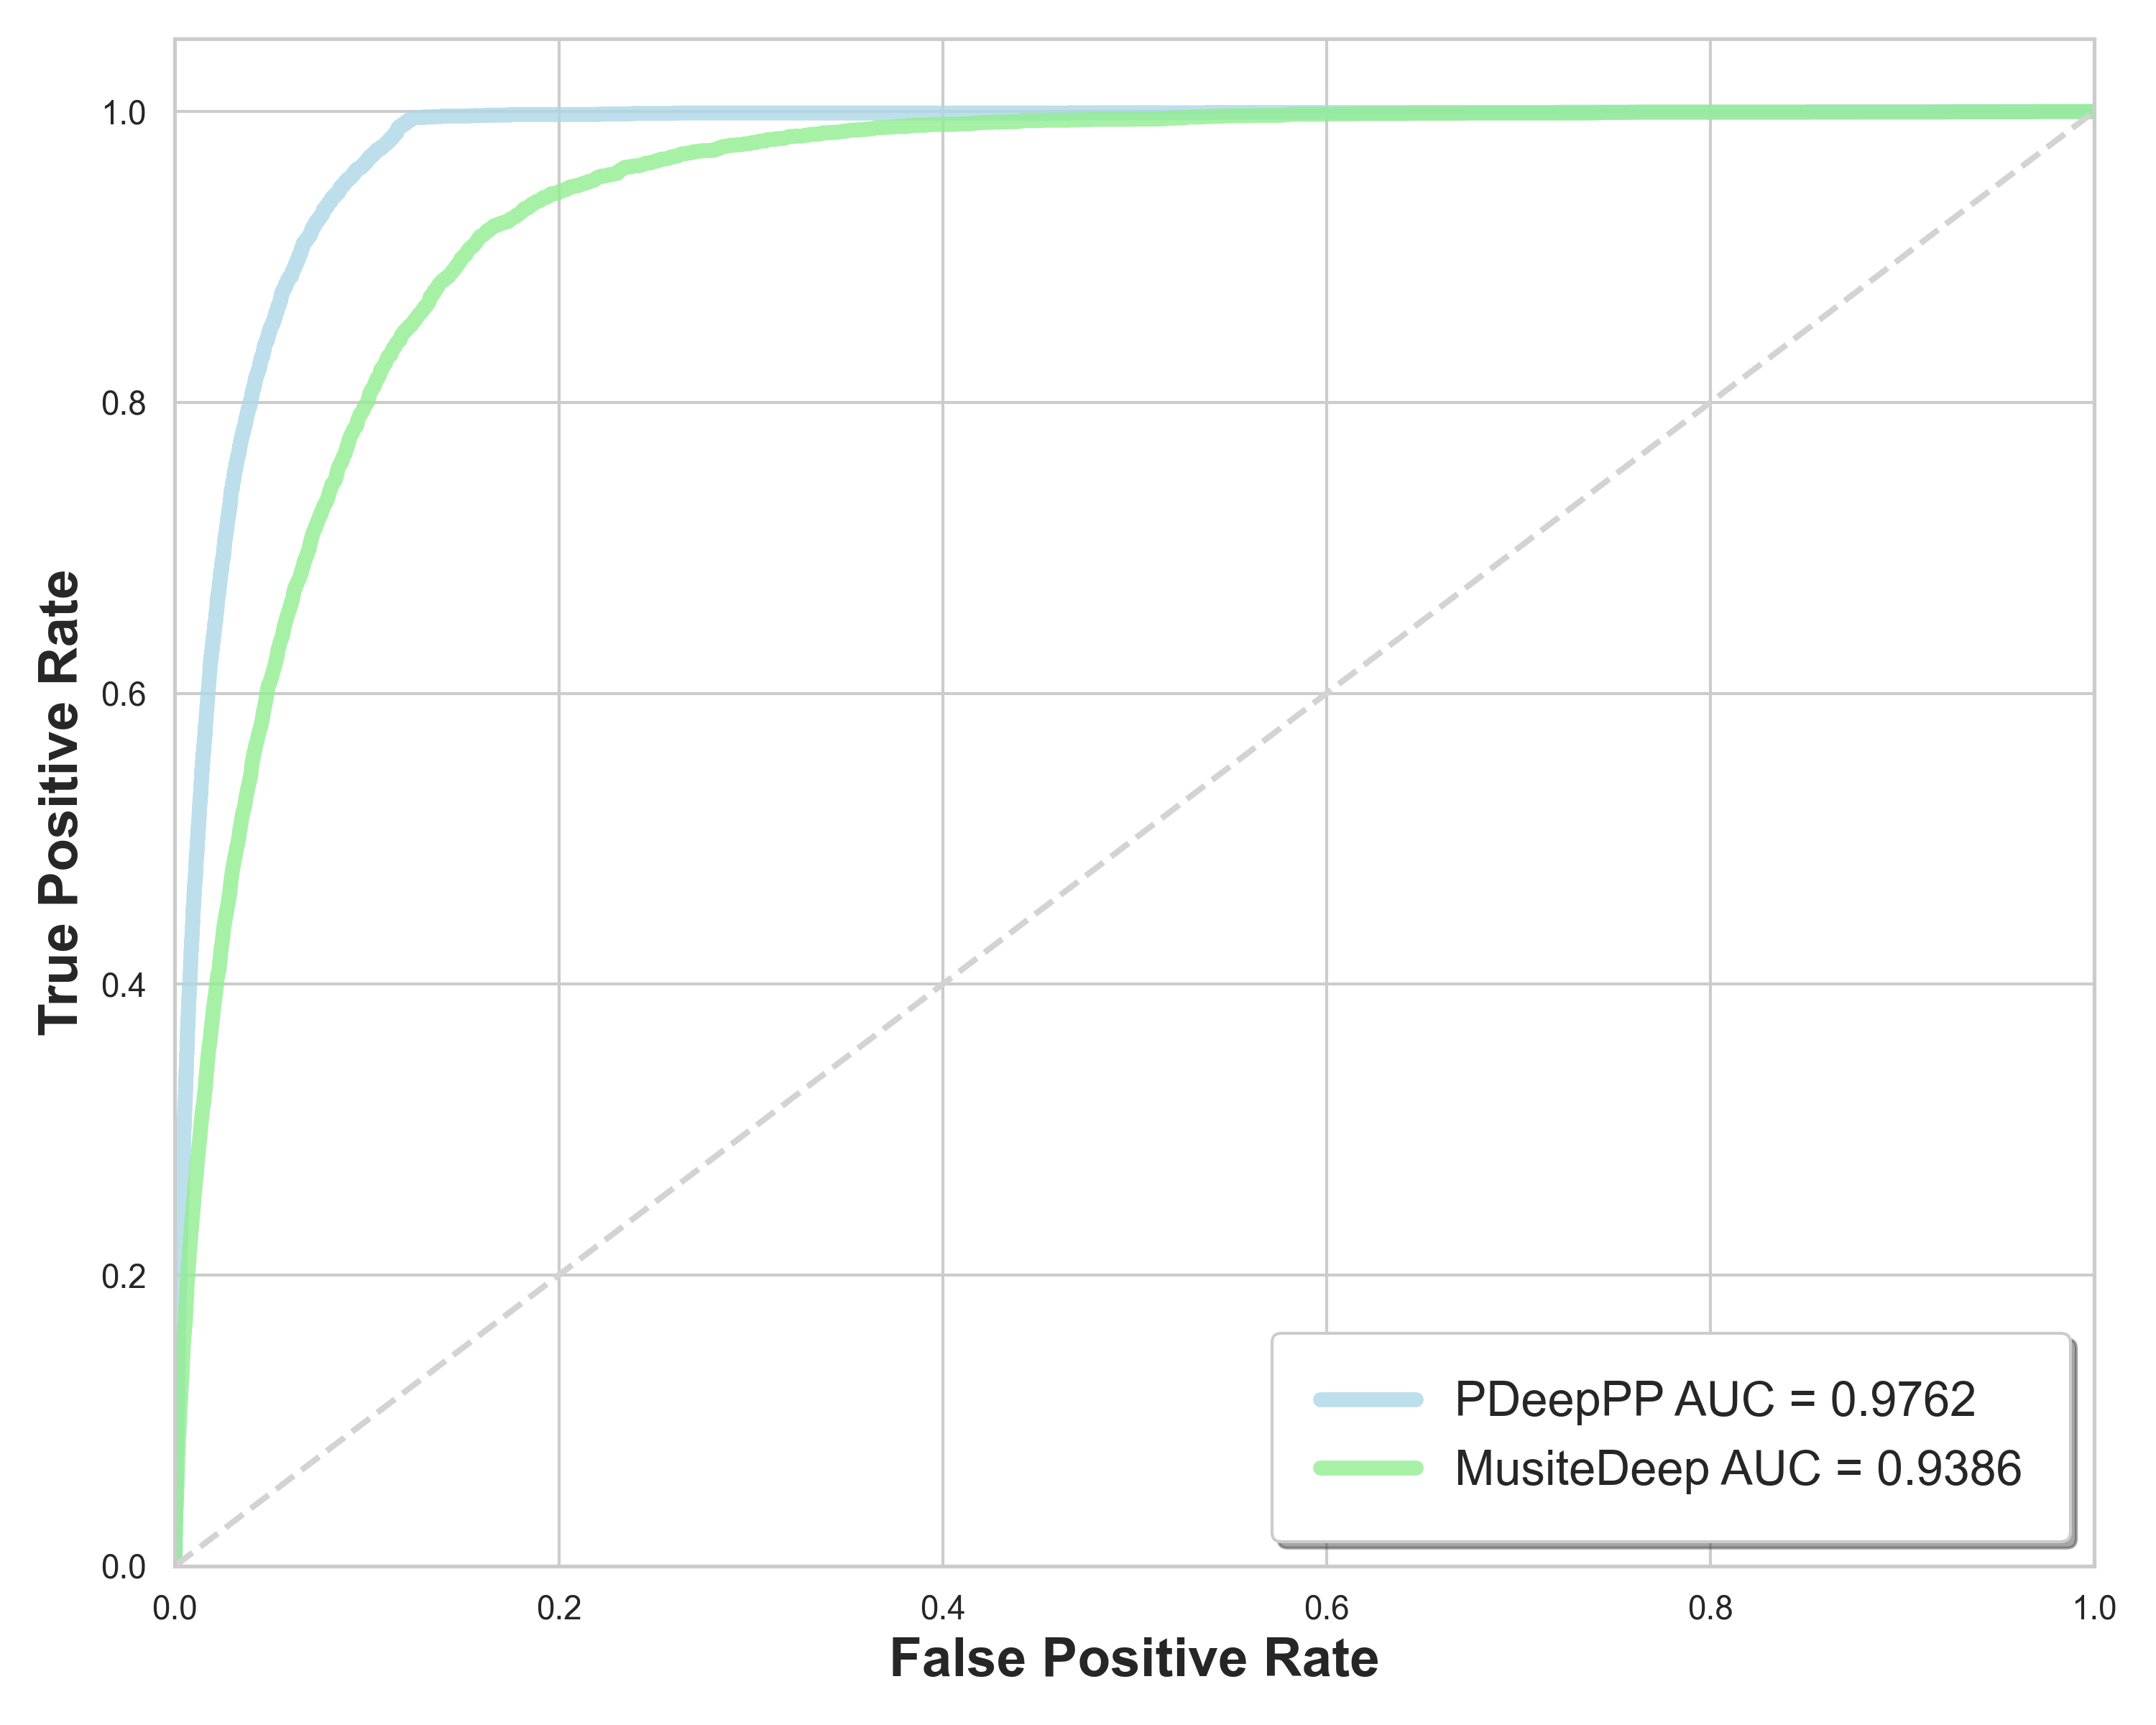 True Positive Rate
1.0
0.8
0.6
0.4
0.2
0.0
0.0 0.2 0.4 0.6 0.8 1.0
False Positive Rate
PDeepPP AUC = 0.9762
MusiteDeep AUC = 0.9386